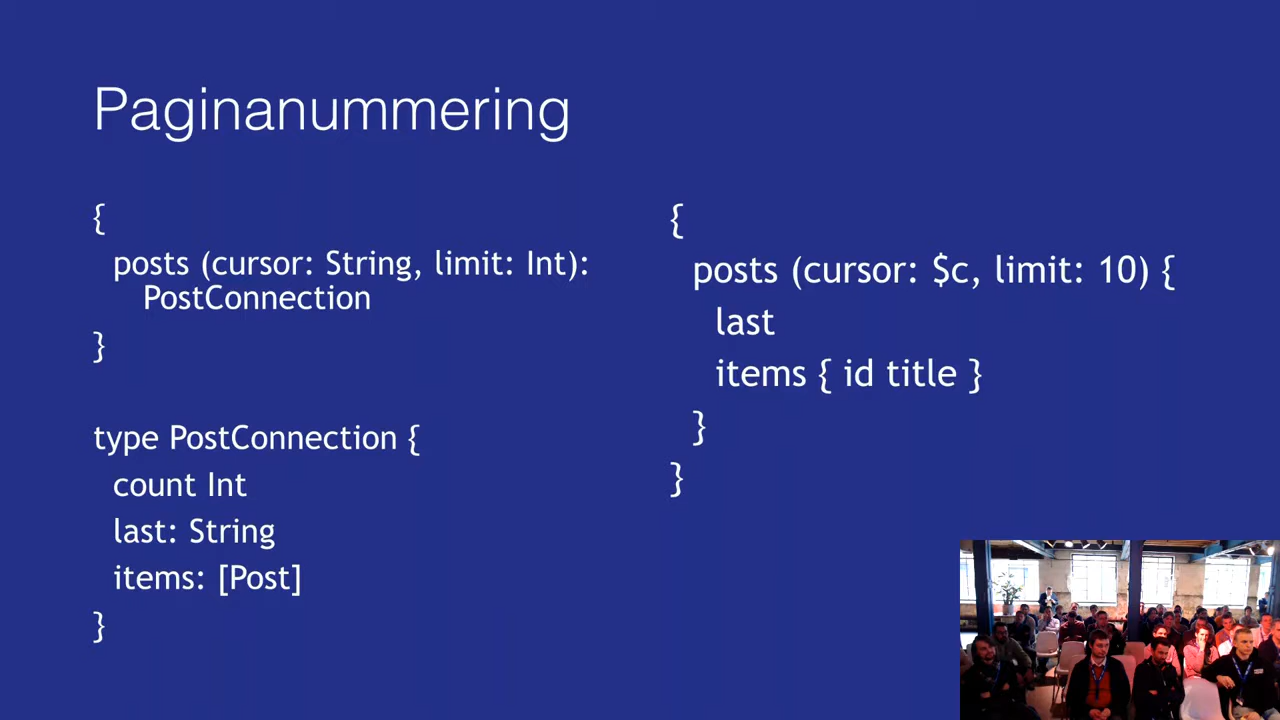 Paginanummering
{
posts (cursor: String, limit: Int):
PostConnection
}
type PostConnection {
count Int
last: String
items: [Post]
}
{
posts (cursor: $c, limit: 10) {
last
items { id title }
}
}